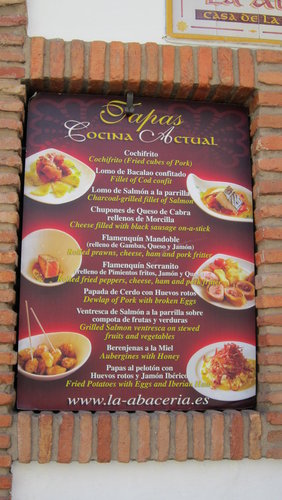 CASA DE LA
Tapas
Cocina Actual
Cochifrito
Cochifrito (Fried cubes of Pork)
Lomo de Bacalao confitado
Fillet of Cod confit
Lomo de Salmón a la parrilla
Charcoal-grilled fillet of Salmon
Chupones de Queso de Cabra
rellenos de Morcilla
Cheese filled with black sausage on-a-stick
Flamenquín Mandoble
(relleno de Gambas, Queso y Jamón)
Rolled prawns, cheese, ham and pork fritter
Flamenquín Serranito
(relleno de Pimientos fritos, Jamón y Queso)
Rolled fried peppers, cheese, ham and pork fritter
Papada de Cerdo con Huevos rotos
Dewlap of Pork with broken Eggs
Ventresca de Salmón a la parrilla sobre
compota de frutas y verduras
Grilled Salmon ventresca on stewed
fruits and vegetables
Berenjenas a la Miel
Aubergines with Honey
Papas al pelotón con
Huevos rotos y Jamón Ibérico
Fried Potatoes with Eggs and Iberian Ham
www.la-abaceria.es